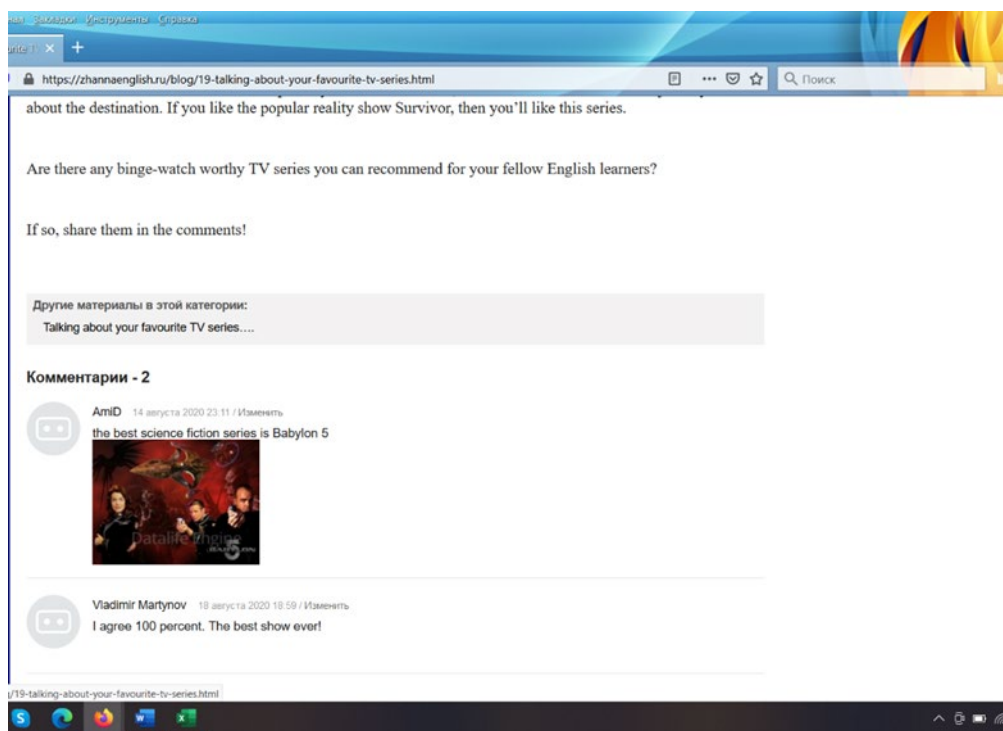 Закладки Инструменты Справка
https://zhannaenglish.ru/blog/19-talking-about-your-favourite-tv-series.html
Поиск
about the destination. If you like the popular reality show Survivor, then you'll like this series.
Are there any binge-watch worthy TV series you can recommend for your fellow English learners?
If so, share them in the comments!
Другие материалы в этой категории:
Talking about your favourite TV series....
Комментарии - 2
AmiD 14 августа 2020 23:11 / Изменить
the best science fiction series is Babylon 5
Datalife Engine
5
Vladimir Martynov 18 августа 2020 18:59 / Изменить
I agree 100 percent. The best show ever!
/19-talking-about-your-favourite-tv-series.html